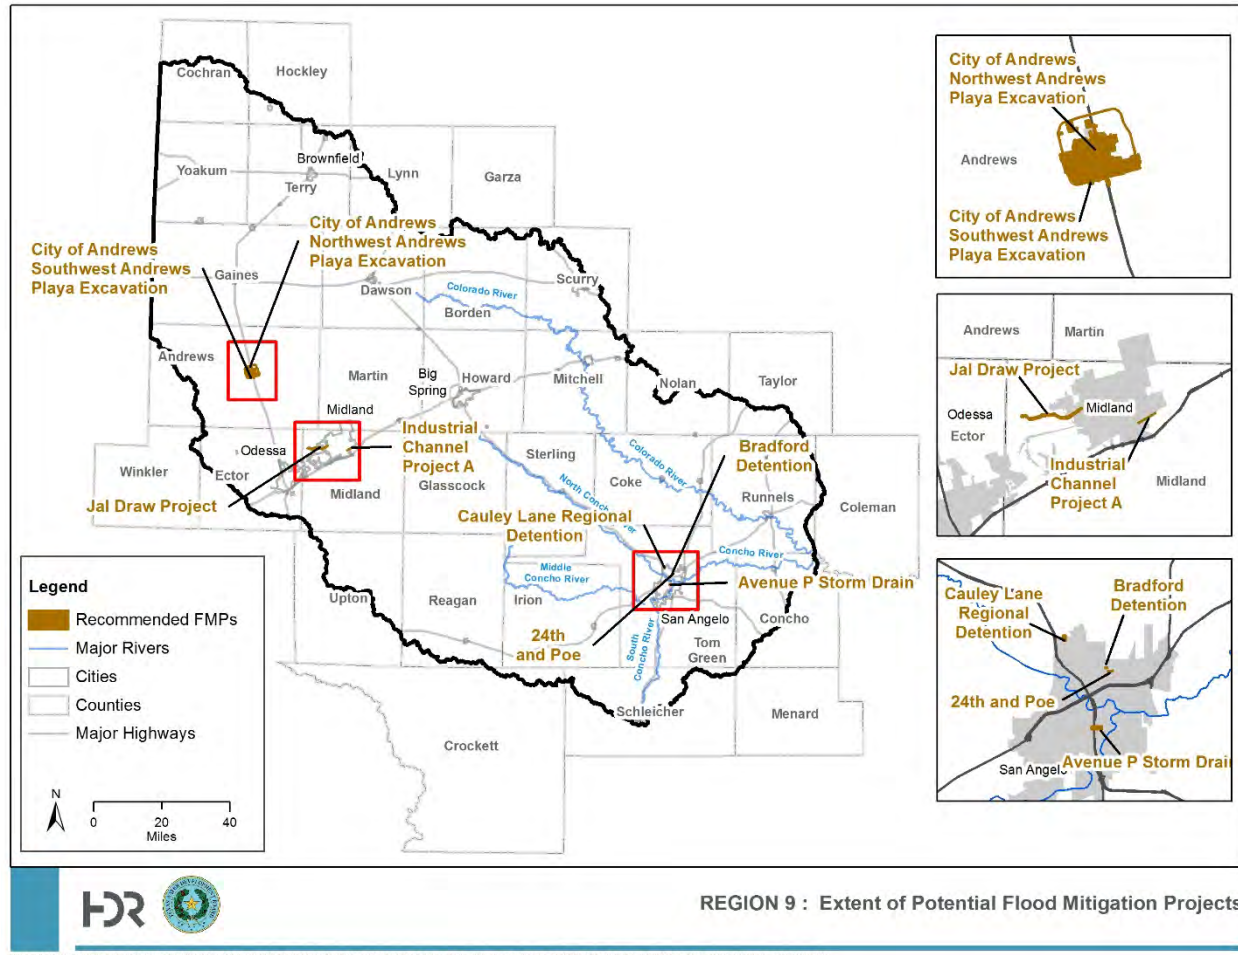 Cochran
Hockley
Brownfield
Yoakum
Terry
Lynn
Garza
City of Andrews
Southwest Andrews
Playa Excavation
City of Andrews
Northwest Andrews
Playa Excavation
Gaines
Dawson
Colorado River
Borden
Scurry
Andrews
Martin
Big
Spring
Howard
Mitchell
Nolan
Taylor
Midland
Odessa
Industrial
Channel
Project A
Winkler
Ector
Midland
Glasscock
Jal Draw Project
Sterling
Coke
Colorado River
North Concho River
Bradford
Detention
Runnels
Coleman
Cauley Lane Regional
Detention
Concho River
Middle
Concho River
Avenue P Storm Drain
Upton
Reagan
Irion
San Angelo
Concho
24th
and Poe
South
Concho River
Tom
Green
Schleicher
Menard
Crockett
Legend
Recommended FMPs
Major Rivers
Cities
Counties
Major Highways
N
0 20 40
Miles
City of Andrews
Northwest Andrews
Playa Excavation
Andrews
City of Andrews
Southwest Andrews
Playa Excavation
Andrews
Martin
Jal Draw Project
Odessa
Midland
Ector
Industrial
Channel
Project A
Midland
Cauley Lane
Regional
Detention
Bradford
Detention
24th and Poe
San Angelo
Avenue P Storm Drain
HDR
REGION 9 : Extent of Potential Flood Mitigation Projects